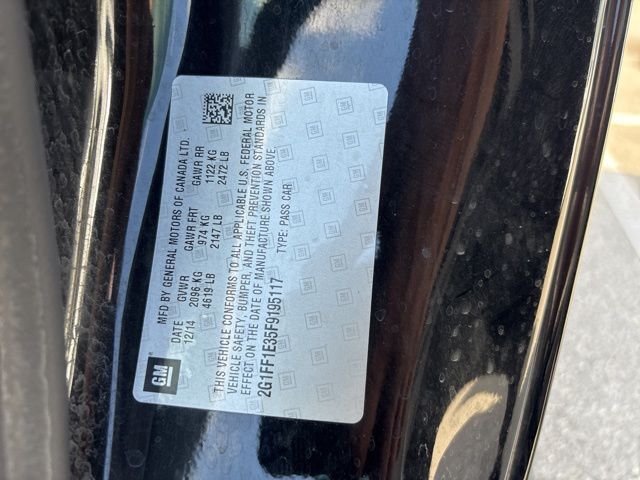 GM
MFD BY GENERAL MOTORS OF CANADA LTD.
DATE GVWR GAWR FRT GAWR RR
12/14 2096 KG 974 KG 1122 KG
4619 LB 2147 LB 2472 LB
THIS VEHICLE CONFORMS TO ALL APPLICABLE U.S. FEDERAL MOTOR
VEHICLE SAFETY, BUMPER, AND THEFT PREVENTION STANDARDS IN
EFFECT ON THE DATE OF MANUFACTURE SHOWN ABOVE.
2G1FF1E35F9195117 TYPE: PASS CAR